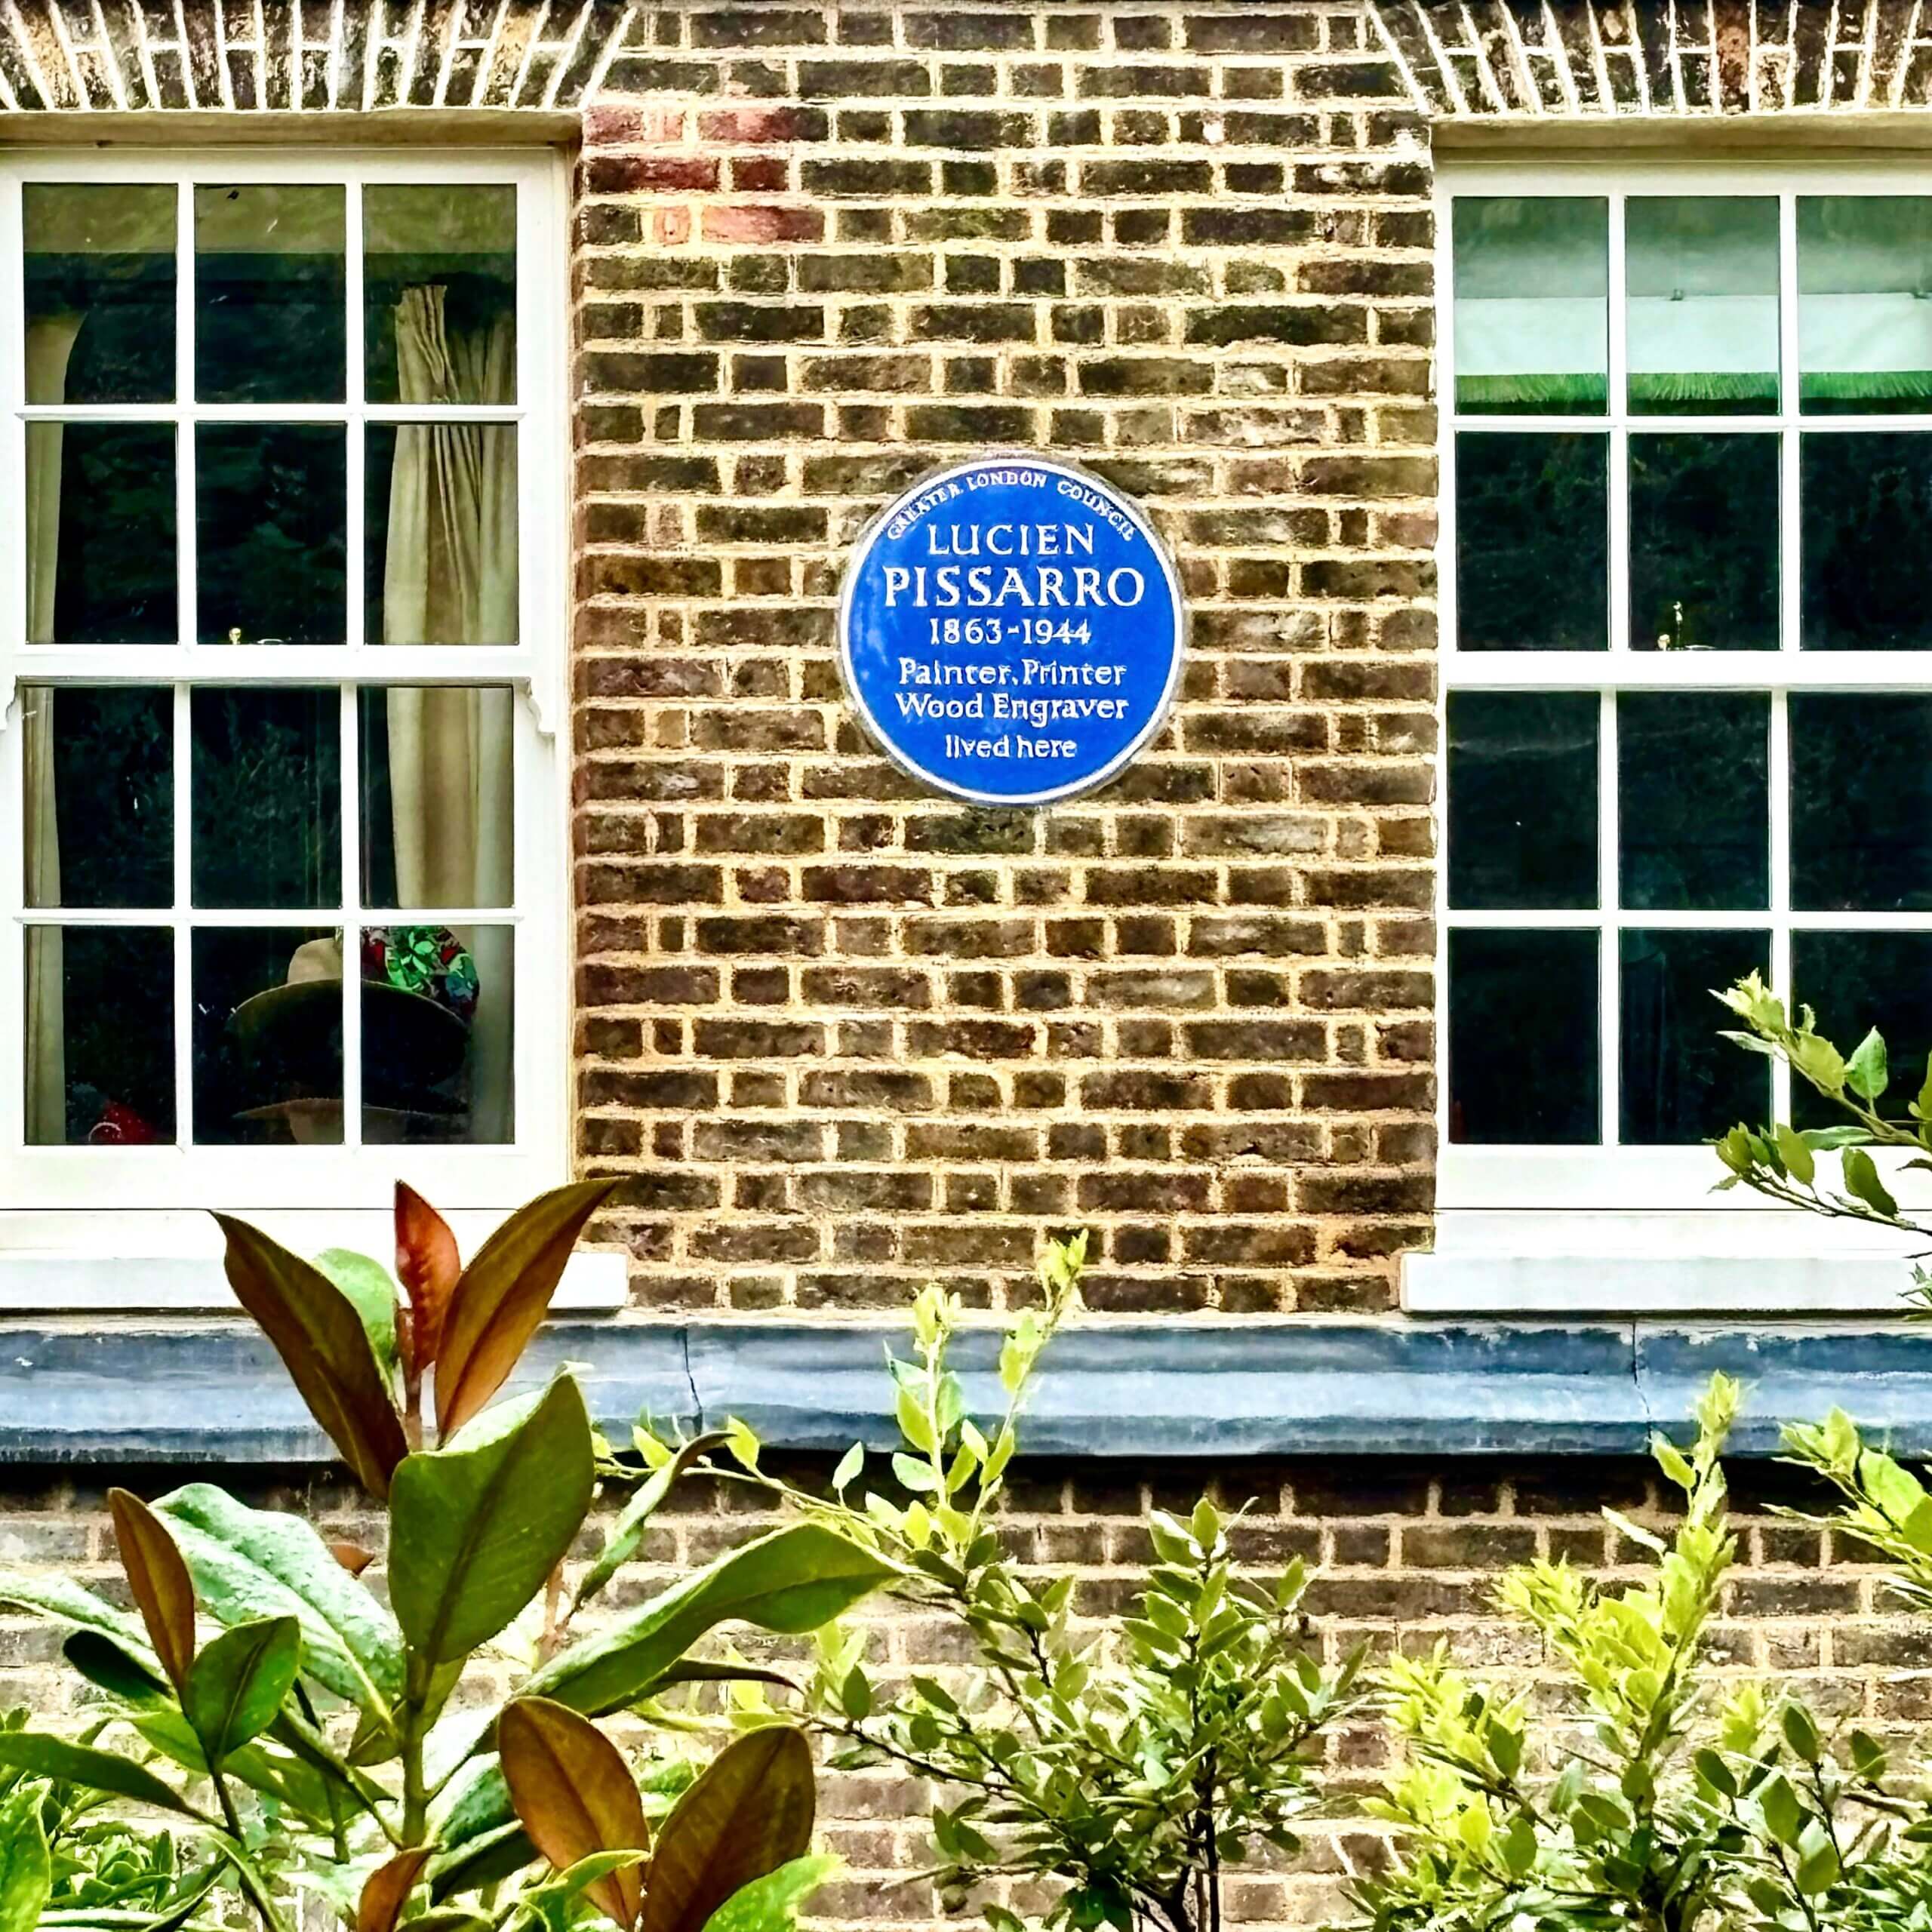 GREATER LONDON COUNCIL
LUCIEN
PISSARRO
1863-1944
Painter, Printer
Wood Engraver
lived here